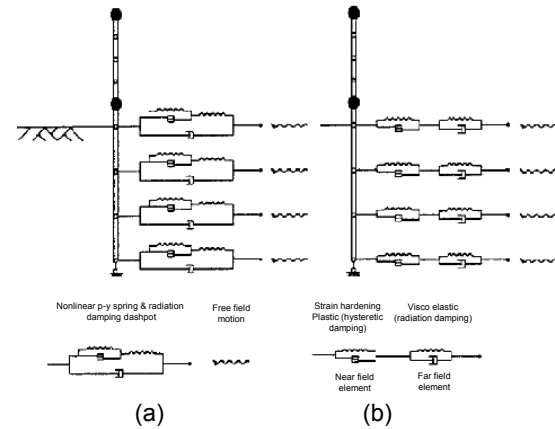 Nonlinear p-y spring & radiation
damping dashpot
Free field
motion
Strain hardening
Plastic (hysteretic
damping)
Visco elastic
(radiation damping)
Near field
element
Far field
element
(a)
(b)